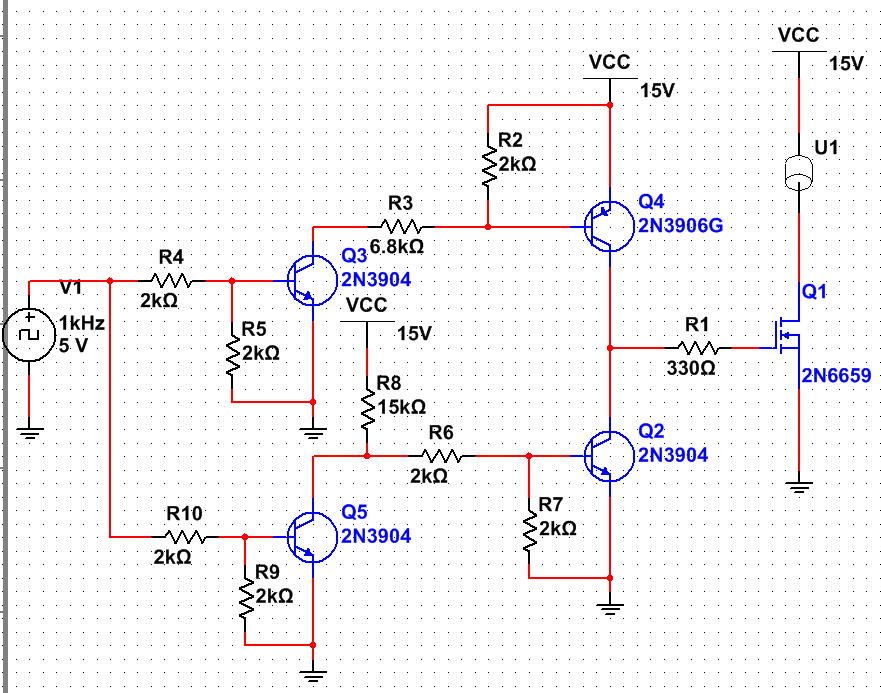 VCC
15V
VCC
15V
U1
R2
2kΩ
R3
6.8kΩ
Q4
2N3906G
R4
2kΩ
Q3
2N3904
V1
1kHz
5 V
R5
2kΩ
VCC
15V
Q1
2N6659
R1
330Ω
R8
15kΩ
R6
2kΩ
Q2
2N3904
R10
2kΩ
Q5
2N3904
R7
2kΩ
R9
2kΩ